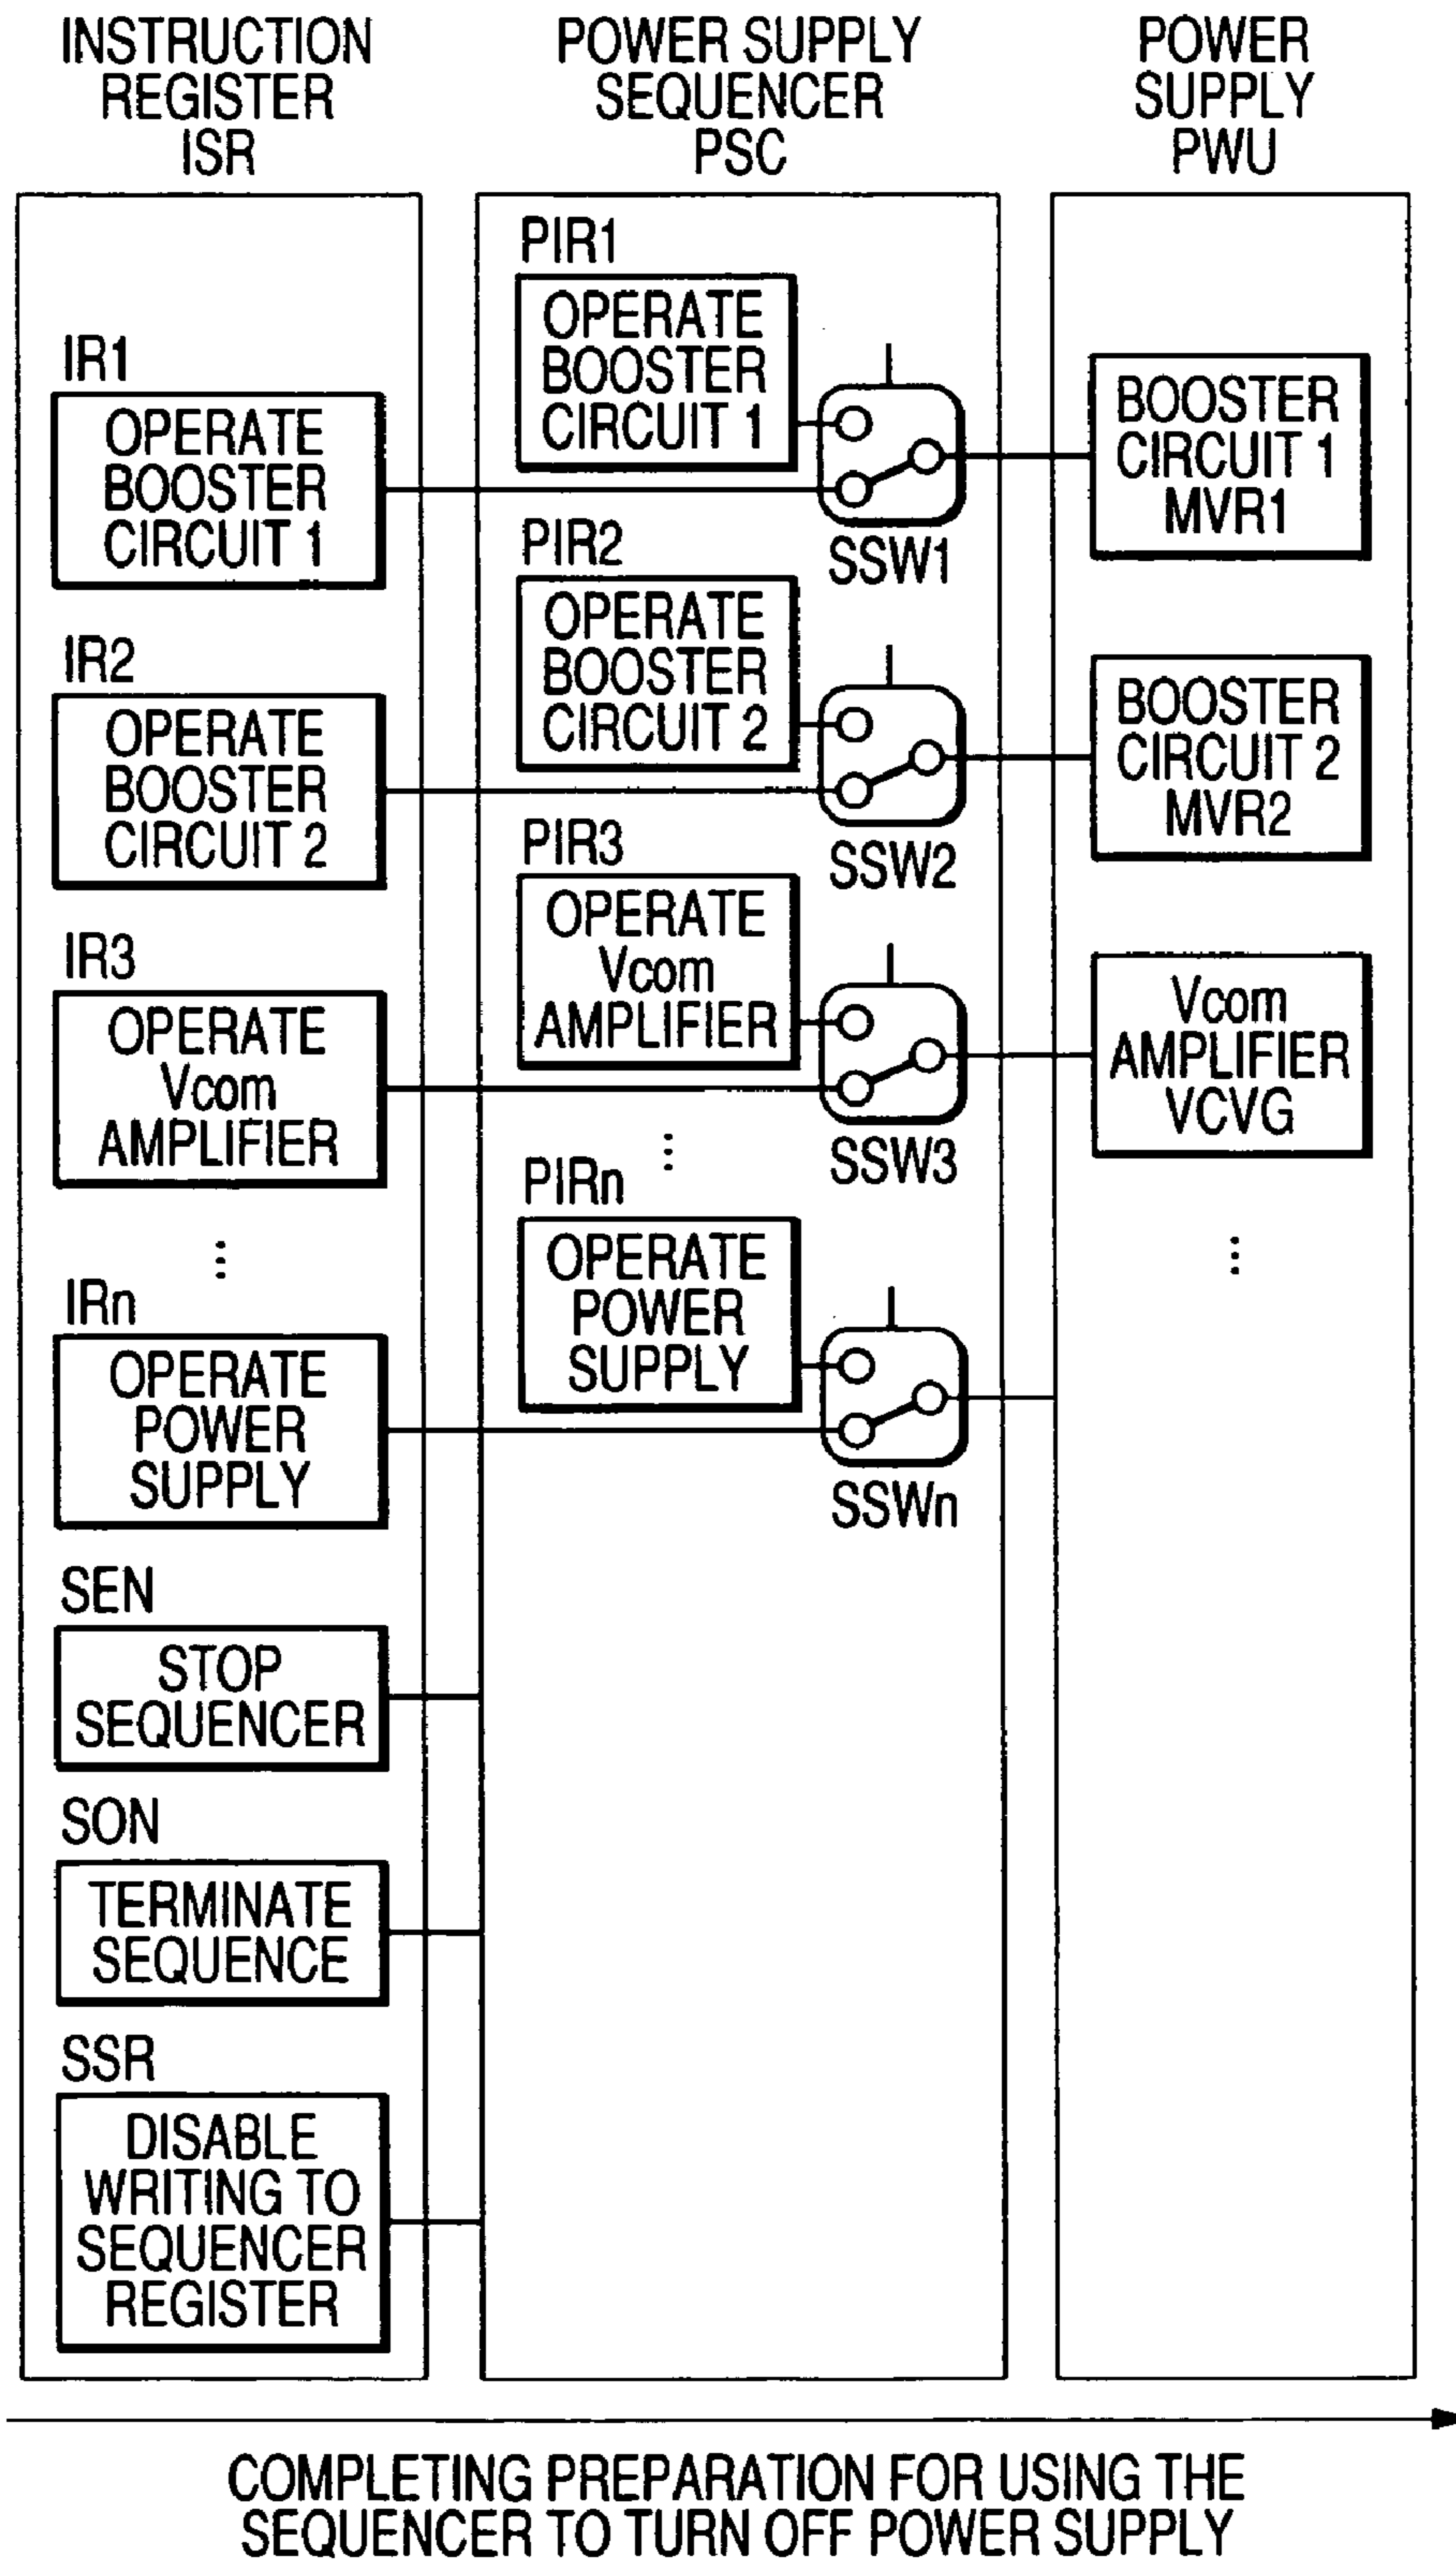 INSTRUCTION
REGISTER
ISR
POWER SUPPLY
SEQUENCER
PSC
POWER
SUPPLY
PWU
IR1
OPERATE
BOOSTER
CIRCUIT 1
IR2
OPERATE
BOOSTER
CIRCUIT 2
IR3
OPERATE
Vcom
AMPLIFIER
...
IRn
OPERATE
POWER
SUPPLY
SEN
STOP
SEQUENCER
SON
TERMINATE
SEQUENCE
SSR
DISABLE
WRITING TO
SEQUENCER
REGISTER
PIR1
OPERATE
BOOSTER
CIRCUIT 1
SSW1
PIR2
OPERATE
BOOSTER
CIRCUIT 2
SSW2
PIR3
OPERATE
Vcom
AMPLIFIER
SSW3
...
PIRn
OPERATE
POWER
SUPPLY
SSWn
BOOSTER
CIRCUIT 1
MVR1
BOOSTER
CIRCUIT 2
MVR2
Vcom
AMPLIFIER
VCVG
...
COMPLETING PREPARATION FOR USING THE
SEQUENCER TO TURN OFF POWER SUPPLY